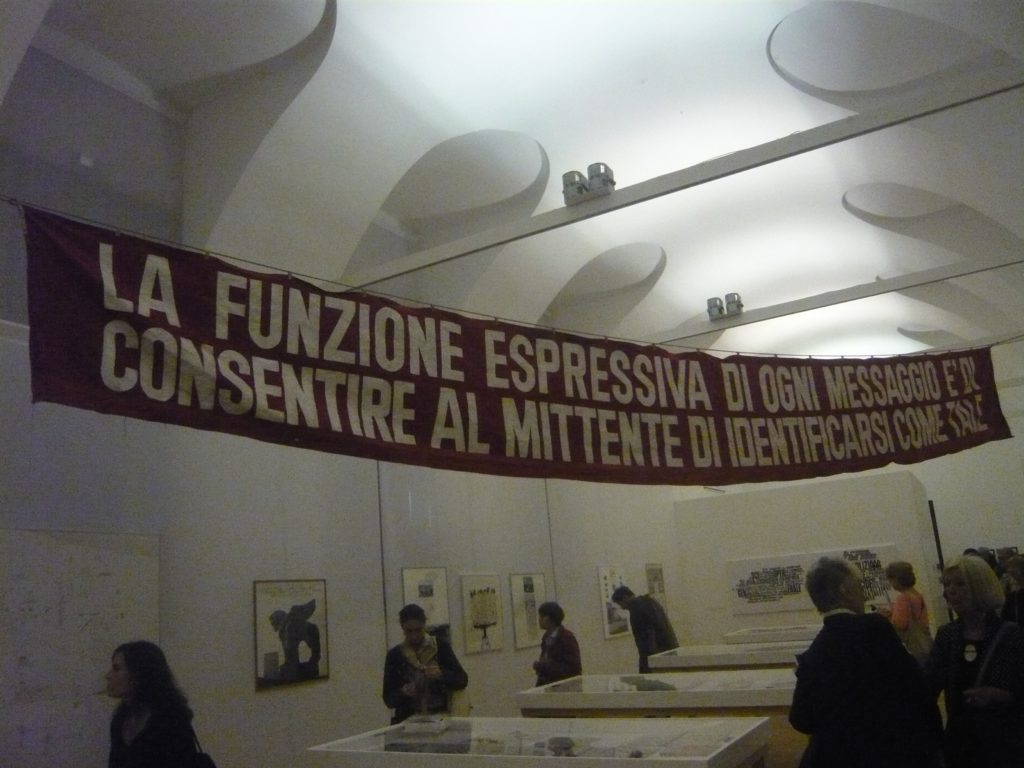 LA FUNZIONE ESPRESSIVA DI OGNI MESSAGGIO E' DI
CONSENTIRE AL MITTENTE DI IDENTIFICARSI COME TALE